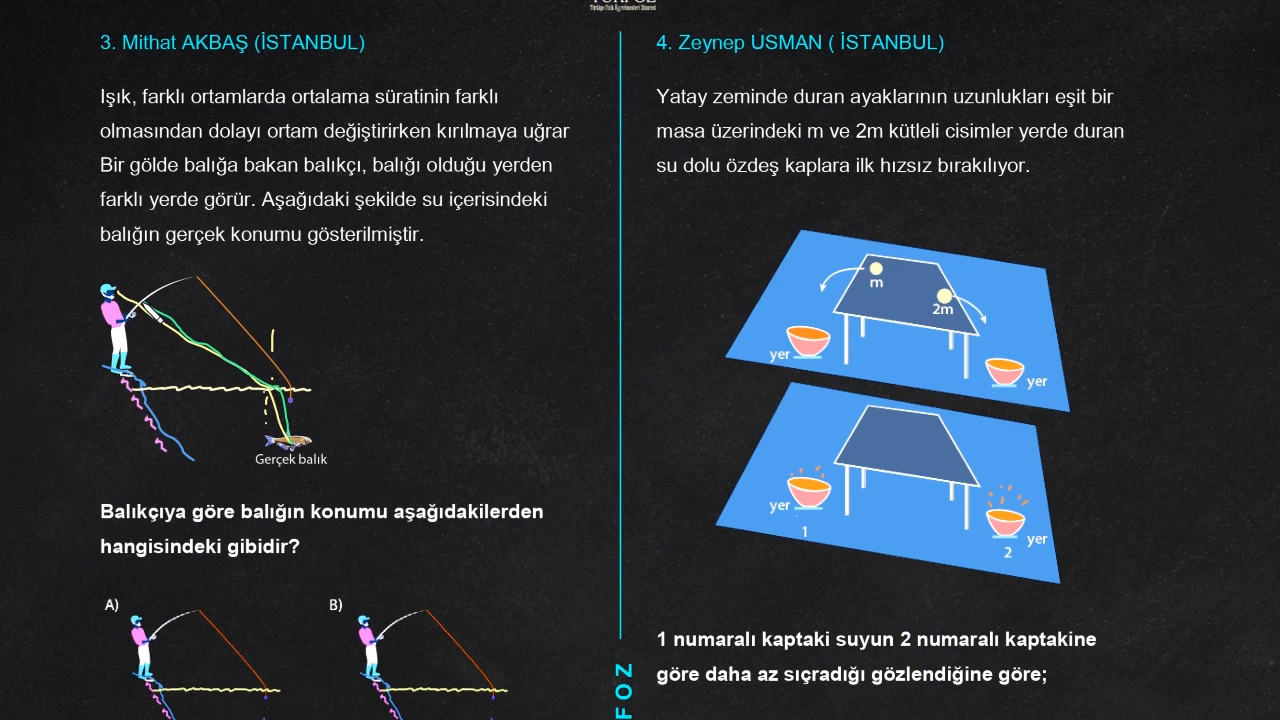 Türkiye Fizik Öğretmenleri Zümresi
3. Mithat AKBAŞ (İSTANBUL)
Işık, farklı ortamlarda ortalama süratinin farklı
olmasından dolayı ortam değiştirirken kırılmaya uğrar
Bir gölde balığa bakan balıkçı, balığı olduğu yerden
farklı yerde görür. Aşağıdaki şekilde su içerisindeki
balığın gerçek konumu gösterilmiştir.
Gerçek balık
Balıkçıya göre balığın konumu aşağıdakilerden
hangisindeki gibidir?
A)
B)
FOZ
4. Zeynep USMAN ( İSTANBUL)
Yatay zeminde duran ayaklarının uzunlukları eşit bir
masa üzerindeki m ve 2m kütleli cisimler yerde duran
su dolu özdeş kaplara ilk hızsız bırakılıyor.
m
2m
yer
yer
yer
1
yer
2
1 numaralı kaptaki suyun 2 numaralı kaptakine
göre daha az sıçradığı gözlendiğine göre;